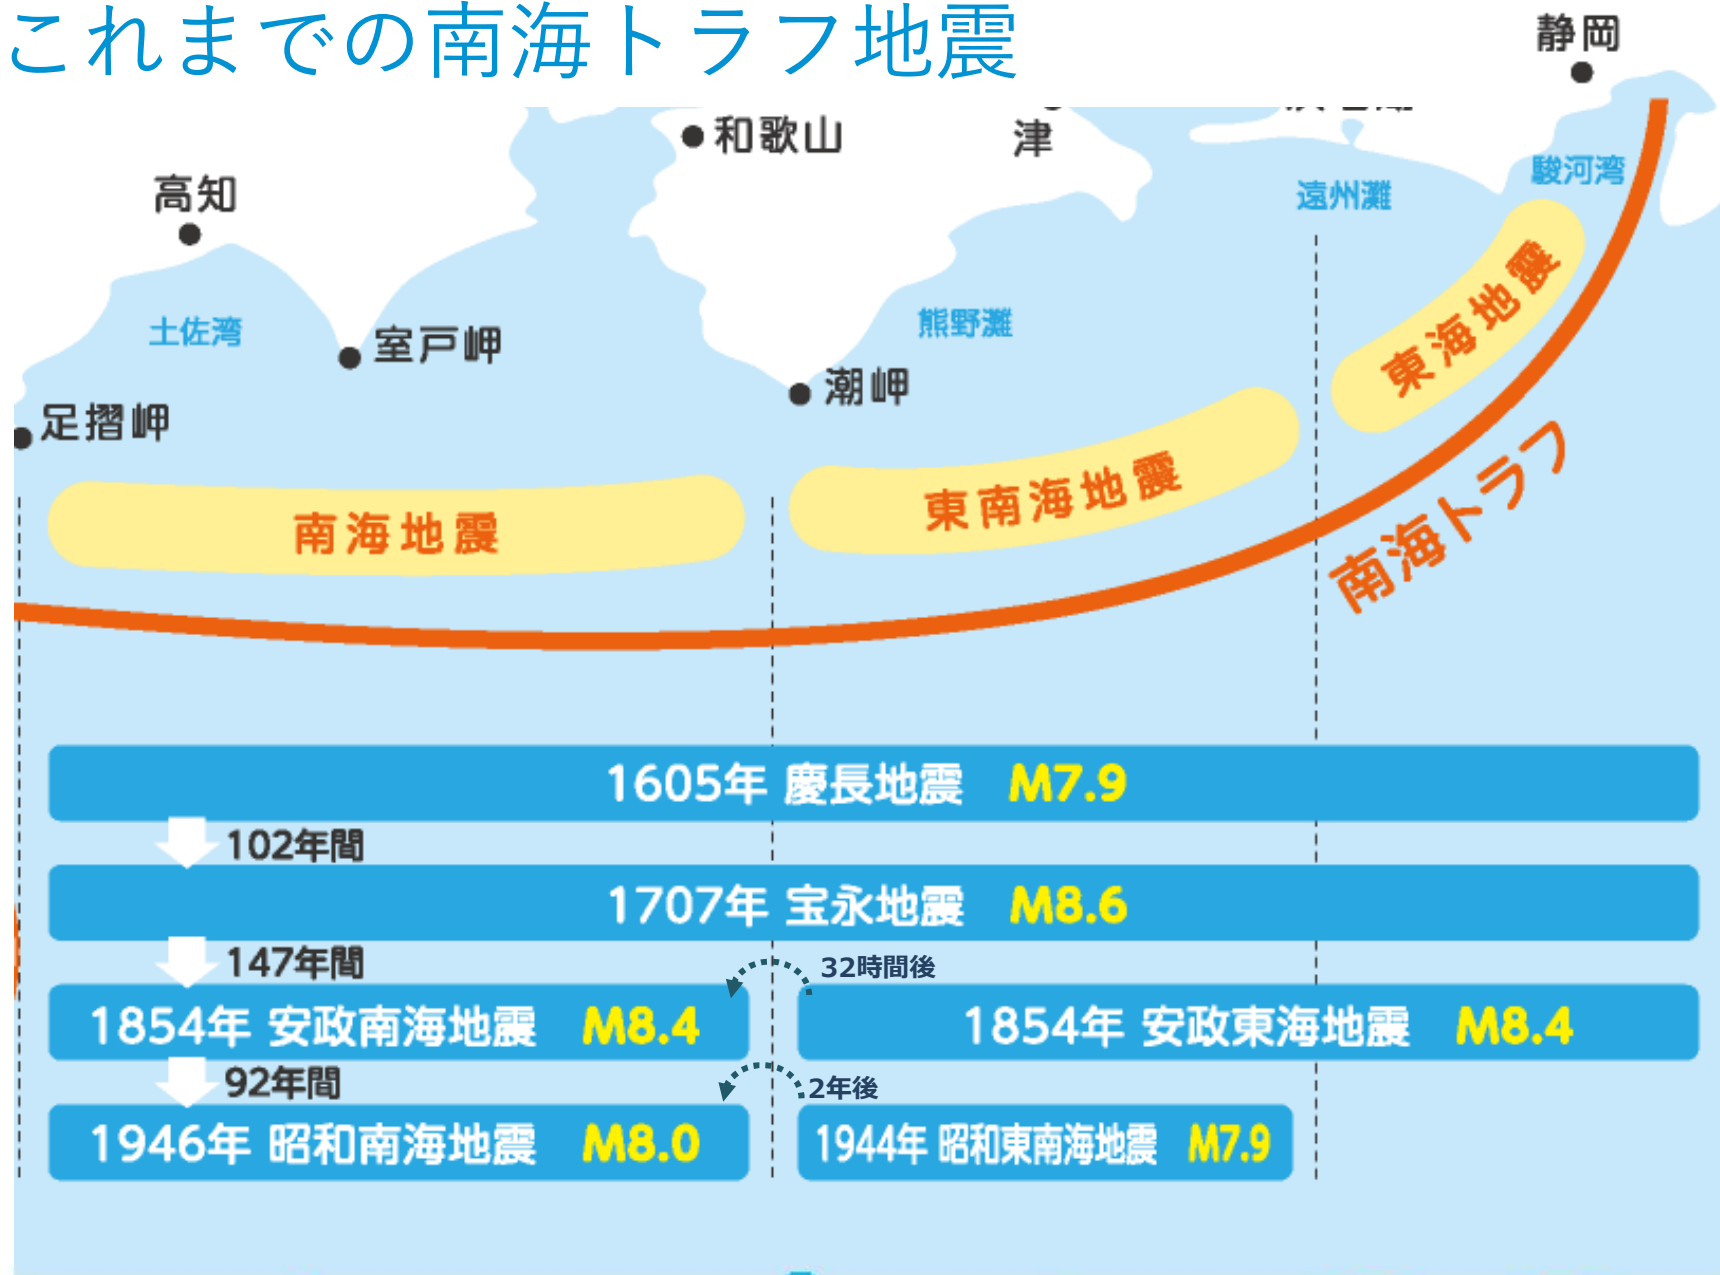 これまでの南海トラフ地震
静岡
和歌山
津
駿河湾
高知
遠州灘
東海地震
熊野灘
土佐湾
室戸岬
潮岬
足摺岬
東南海地震
南海地震
南海トラフ
1605年 慶長地震 M7.9
102年間
1707年 宝永地震 M8.6
147年間
32時間後
1854年 安政南海地震 M8.4
1854年 安政東海地震 M8.4
92年間
2年後
1946年 昭和南海地震 M8.0
1944年 昭和東南海地震 M7.9